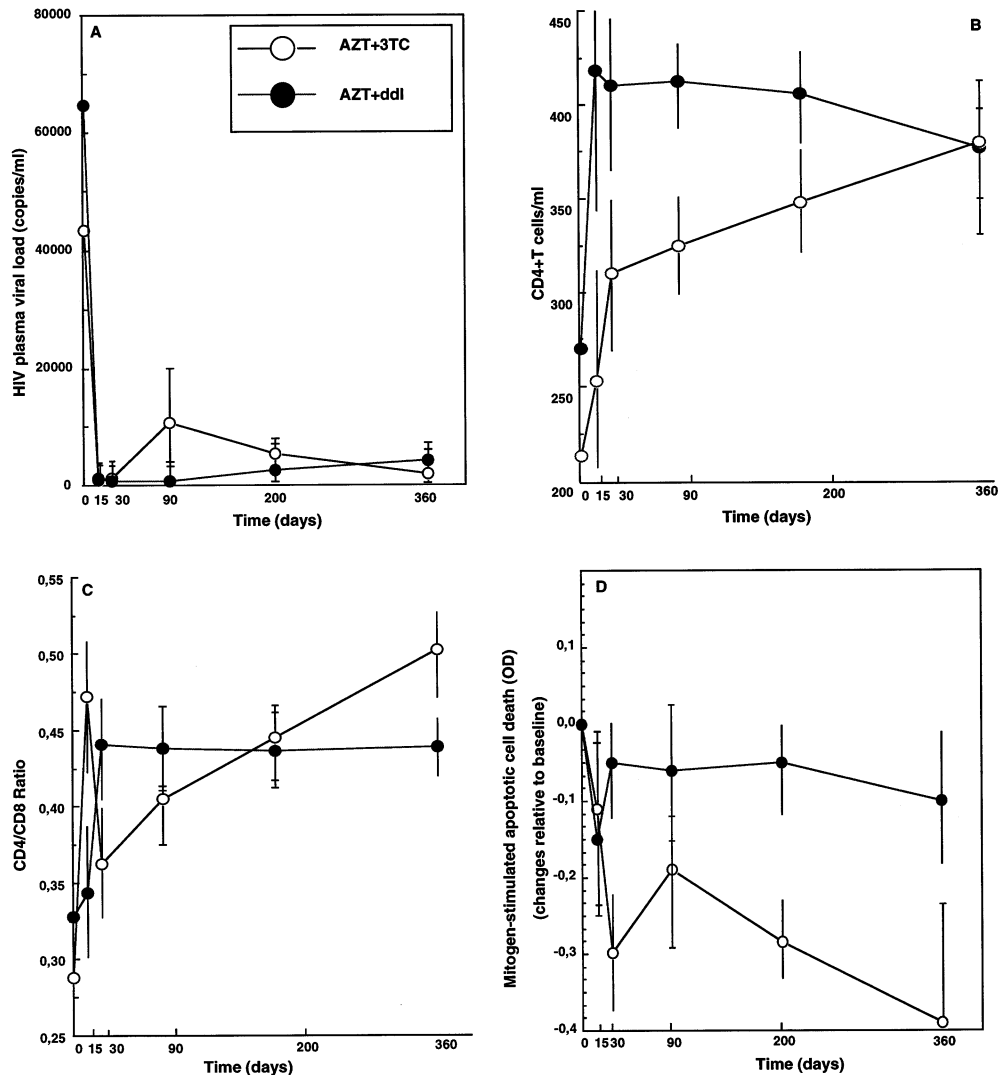 A
AZT+3TC
AZT+ddI
80000
60000
40000
20000
0
HIV plasma viral load (copies/ml)
0 15 30 90 200 360
Time (days)
B
450
400
350
300
250
200
CD4+T cells/ml
0 15 30 90 200 360
Time (days)
C
0,55
0,50
0,45
0,40
0,35
0,30
0,25
CD4/CD8 Ratio
0 15 30 90 200 360
Time (days)
D
0,1
0,0
-0,1
-0,2
-0,3
-0,4
Mitogen-stimulated apoptotic cell death (OD)
(changes relative to baseline)
0 15 30 90 200 360
Time (days)